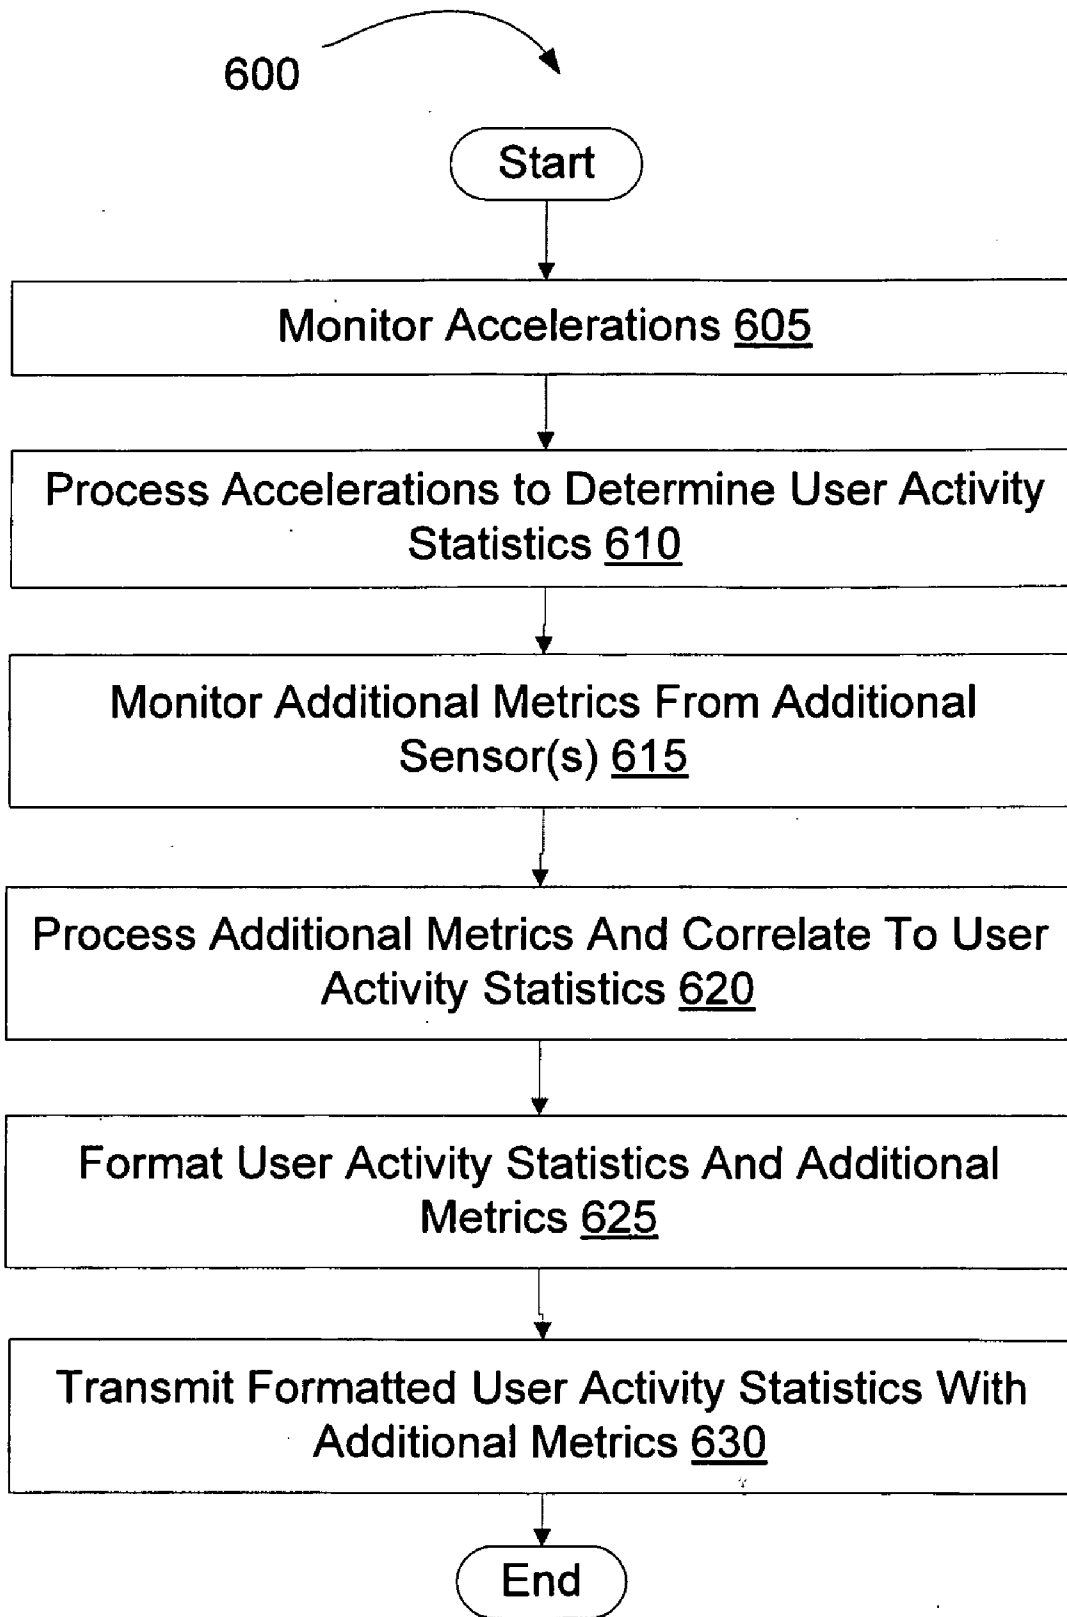 600
Start
Monitor Accelerations 605
Process Accelerations to Determine User Activity
Statistics 610
Monitor Additional Metrics From Additional
Sensor(s) 615
Process Additional Metrics And Correlate To User
Activity Statistics 620
Format User Activity Statistics And Additional
Metrics 625
Transmit Formatted User Activity Statistics With
Additional Metrics 630
End